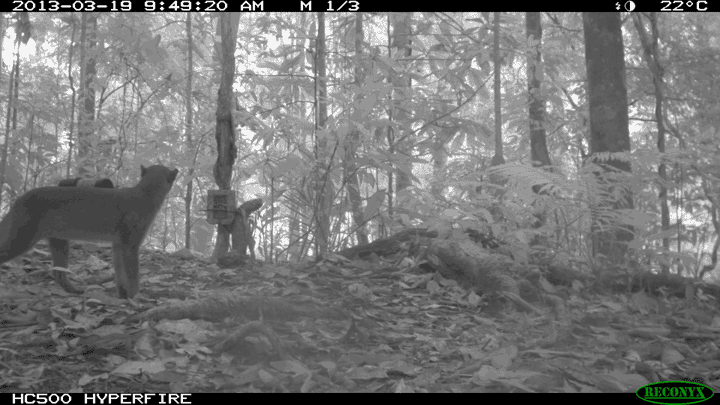 2013-03-19 9:49:20 AM M 1/3 22°C
HC500 HYPERFIRE RECONYX